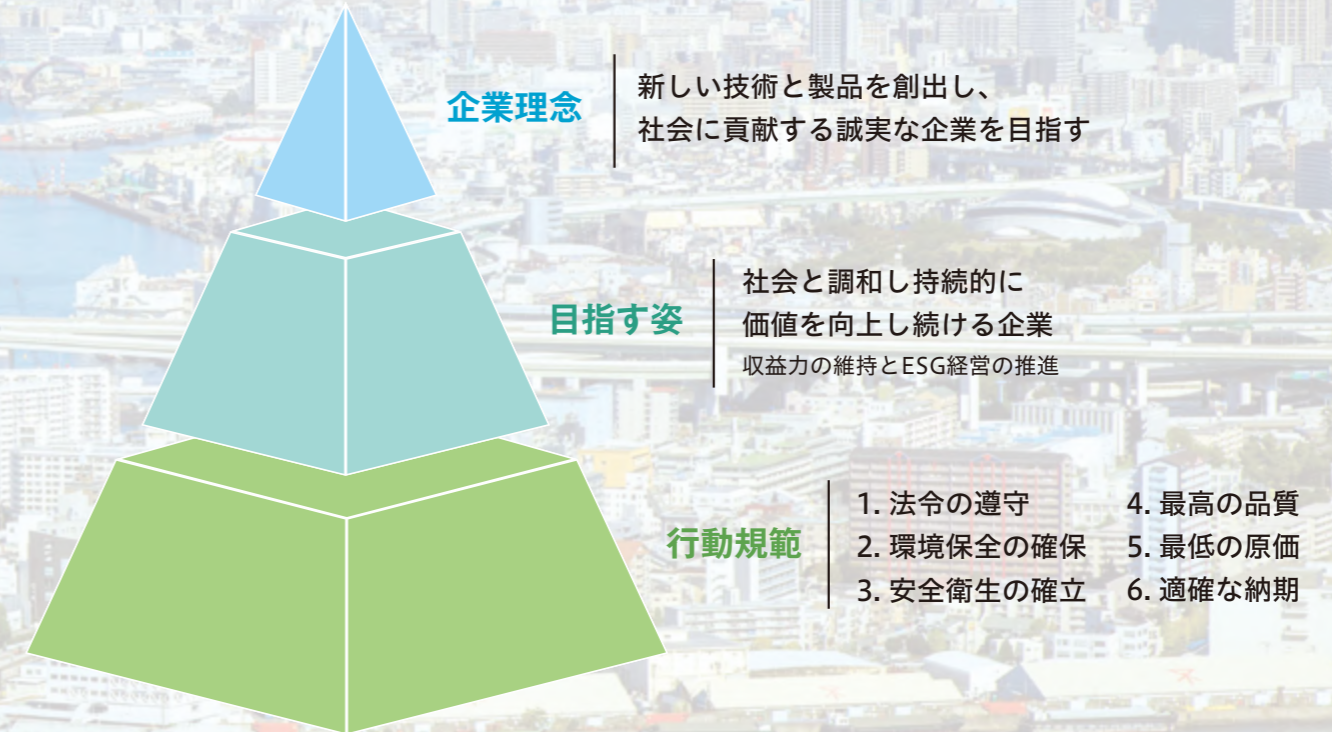 企業理念
新しい技術と製品を創出し、
社会に貢献する誠実な企業を目指す
目指す姿
社会と調和し持続的に
価値を向上し続ける企業
収益力の維持とESG経営の推進
行動規範
1. 法令の遵守
2. 環境保全の確保
3. 安全衛生の確立
4. 最高の品質
5. 最低の原価
6. 適確な納期